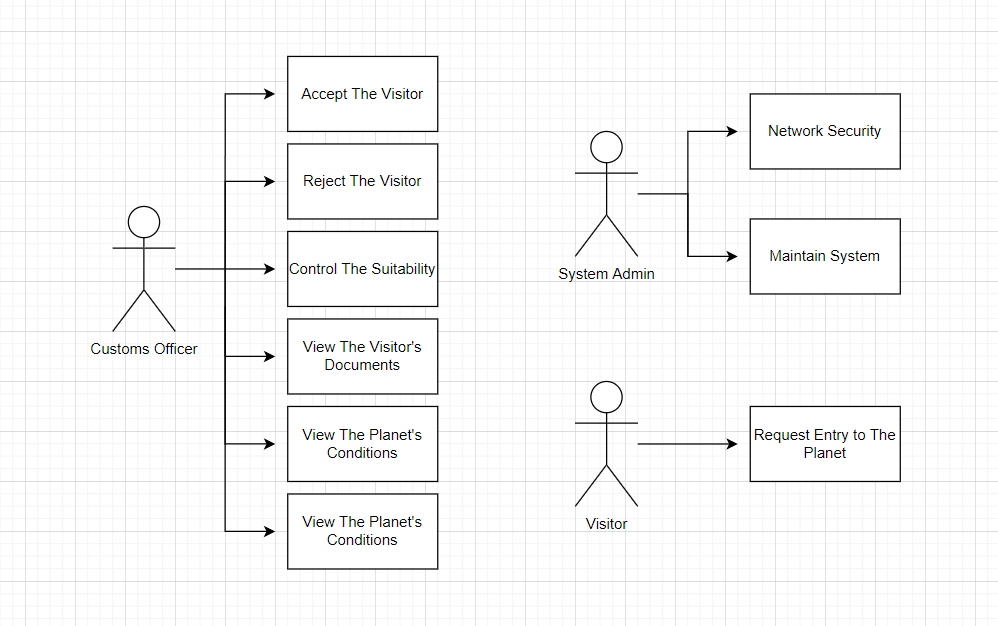 Accept The Visitor
Reject The Visitor
Control The Suitability
View The Visitor's
Documents
View The Planet's
Conditions
View The Planet's
Conditions
Customs Officer
Network Security
Maintain System
System Admin
Request Entry to The
Planet
Visitor